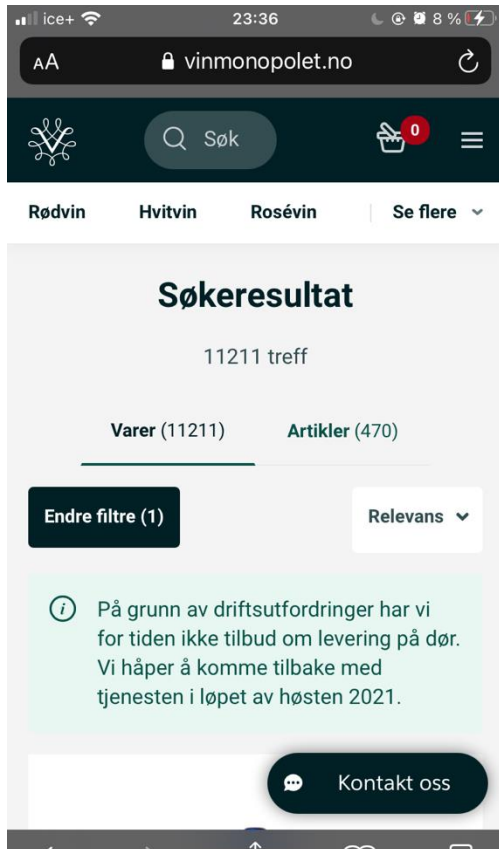 ice+ 23:36 8 %
AA vinmonopolet.no
Søk 0
Rødvin Hvitvin Rosévin Se flere
Søkeresultat
11211 treff
Varer (11211) Artikler (470)
Endre filtre (1) Relevans
På grunn av driftsutfordringer har vi
for tiden ikke tilbud om levering på dør.
Vi håper å komme tilbake med
tjenesten i løpet av høsten 2021.
Kontakt oss